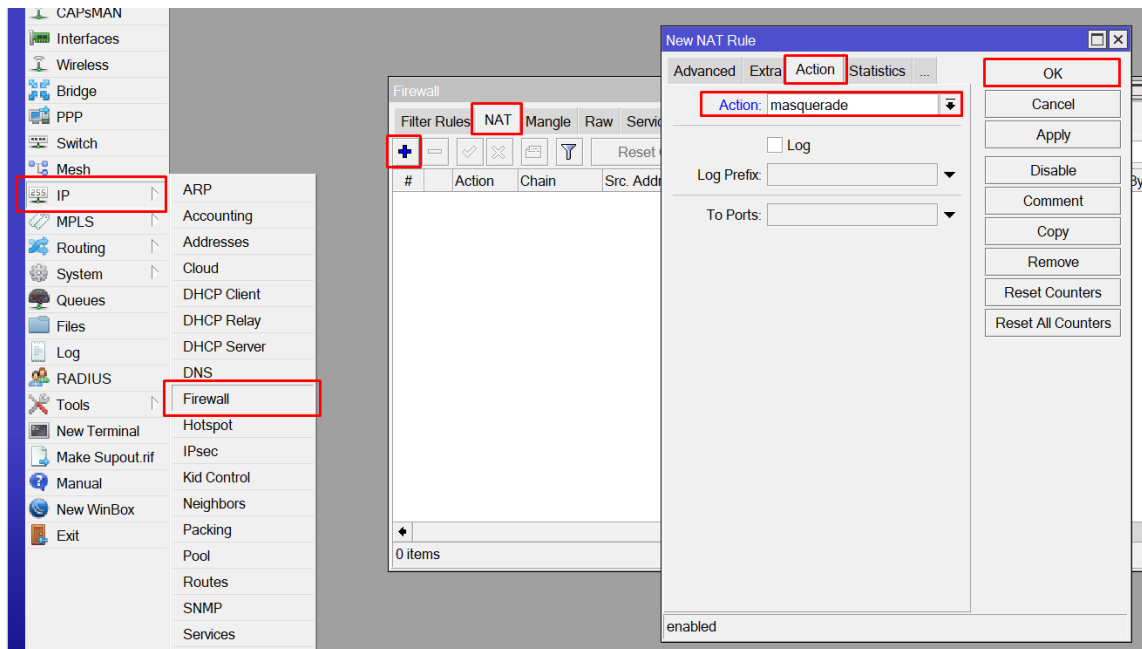 CAPsMAN
Interfaces
Wireless
Bridge
PPP
Switch
Mesh
255 IP
MPLS
Routing
System
Queues
Files
Log
RADIUS
Tools
New Terminal
Make Supout.rif
Manual
New WinBox
Exit
ARP
Accounting
Addresses
Cloud
DHCP Client
DHCP Relay
DHCP Server
DNS
Firewall
Hotspot
IPsec
Kid Control
Neighbors
Packing
Pool
Routes
SNMP
Services
Firewall
Filter Rules NAT Mangle Raw Servic
Reset
# Action Chain Src. Addr
0 items
New NAT Rule
Advanced Extra Action Statistics ...
Action: masquerade
Log
Log Prefix:
To Ports:
enabled
OK
Cancel
Apply
Disable
Comment
Copy
Remove
Reset Counters
Reset All Counters
By